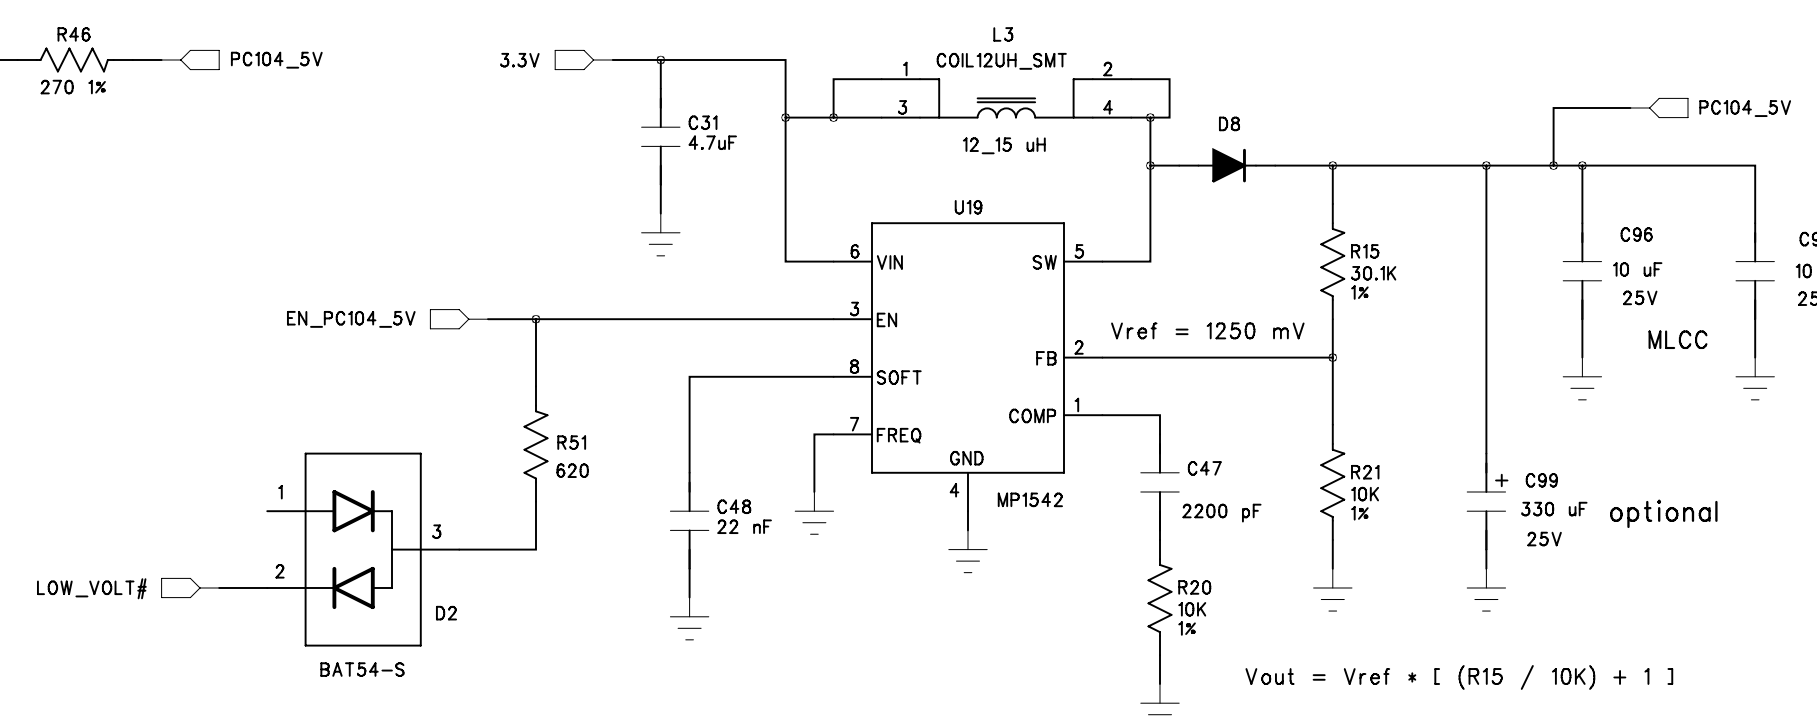 R46
270 1%
PC104_5V
3.3V
C31
4.7uF
L3
COIL12UH_SMT
1
3
2
4
12_15 uH
D8
PC104_5V
U19
6
VIN
SW
5
R15
30.1K
1%
C96
10 uF
25V
MLCC
C9
10
25
EN_PC104_5V
3
EN
Vref = 1250 mV
FB
2
8
SOFT
COMP
1
7
FREQ
GND
4
MP1542
R51
620
C48
22 nF
C47
2200 pF
R21
10K
1%
+ C99
330 uF
25V
optional
1
3
2
LOW_VOLT#
D2
BAT54-S
R20
10K
1%
Vout = Vref * [ (R15 / 10K) + 1 ]